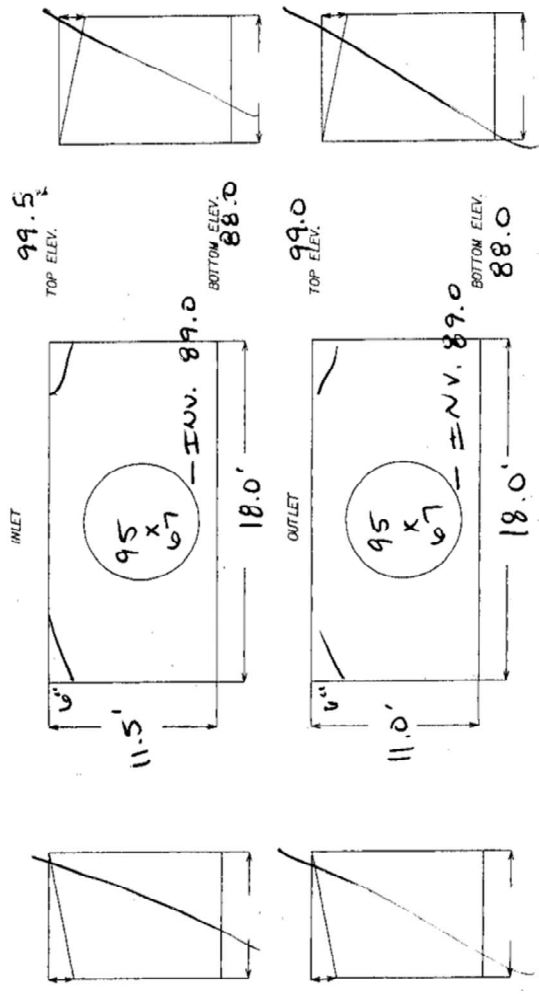 INLET
99.5
TOP ELEV.
6"
11.5'
95
x
67
INV. 89.0
18.0'
BOTTOM ELEV.
88.0
OUTLET
99.0
TOP ELEV.
6"
11.0'
95
x
67
INV. 89.0
18.0'
BOTTOM ELEV.
88.0